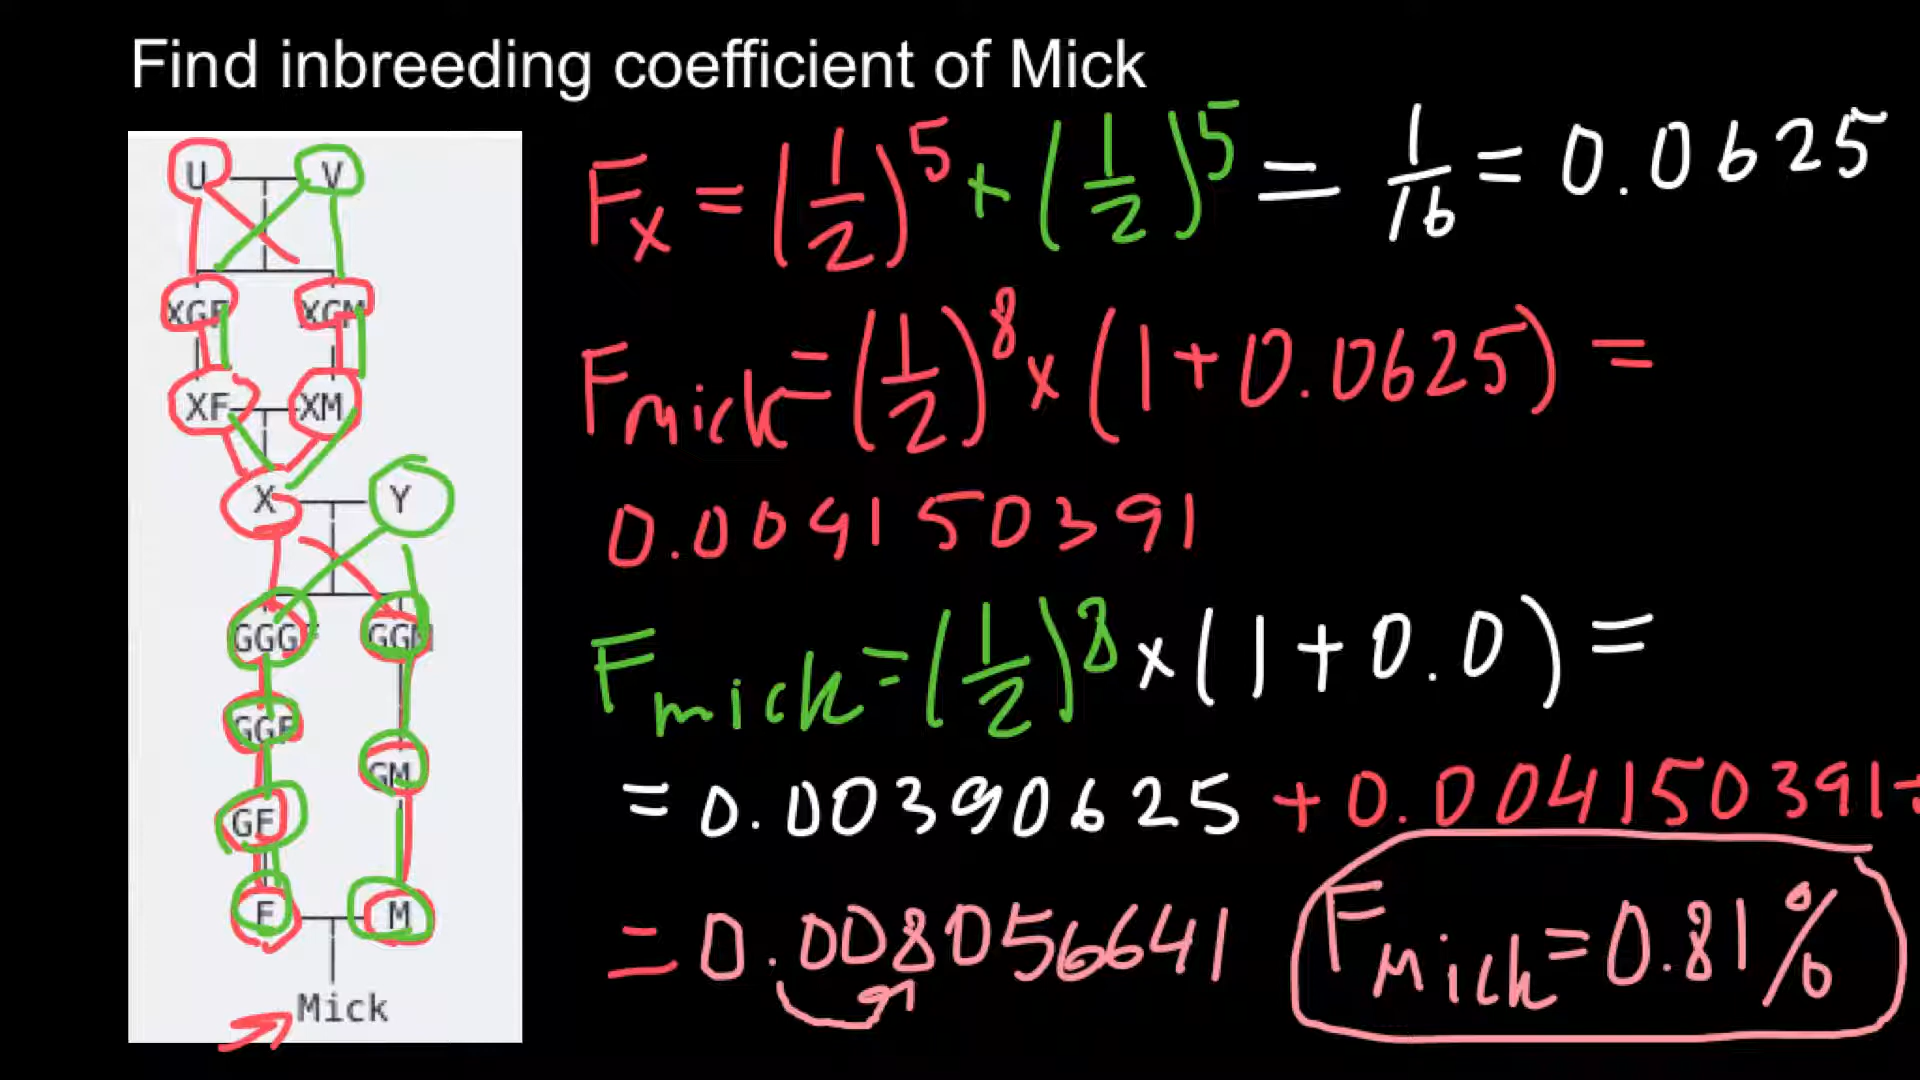 Find inbreeding coefficient of Mick
U V
XGF XGM
XF XM
X Y
GGGF GGM
GGF
GM
GF
F M
Mick
Fx = (1/2)^5 + (1/2)^5 = 1/16 = 0.0625
Fmick = (1/2)^8 x (1+0.0625) =
0.004150391
Fmick = (1/2)^8 x (1+0.0) =
= 0.00390625 + 0.004150391 =
= 0.008056641
FMick = 0.81%